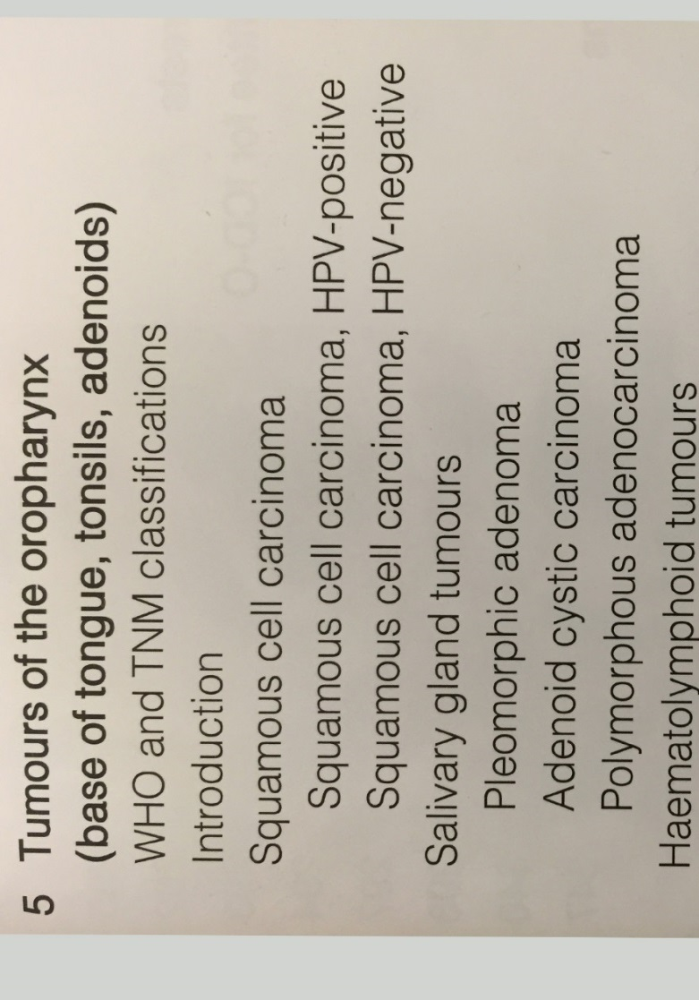 5 Tumours of the oropharynx
(base of tongue, tonsils, adenoids)
WHO and TNM classifications
Introduction
Squamous cell carcinoma
Squamous cell carcinoma, HPV-positive
Squamous cell carcinoma, HPV-negative
Salivary gland tumours
Pleomorphic adenoma
Adenoid cystic carcinoma
Polymorphous adenocarcinoma
Haematolymphoid tumours